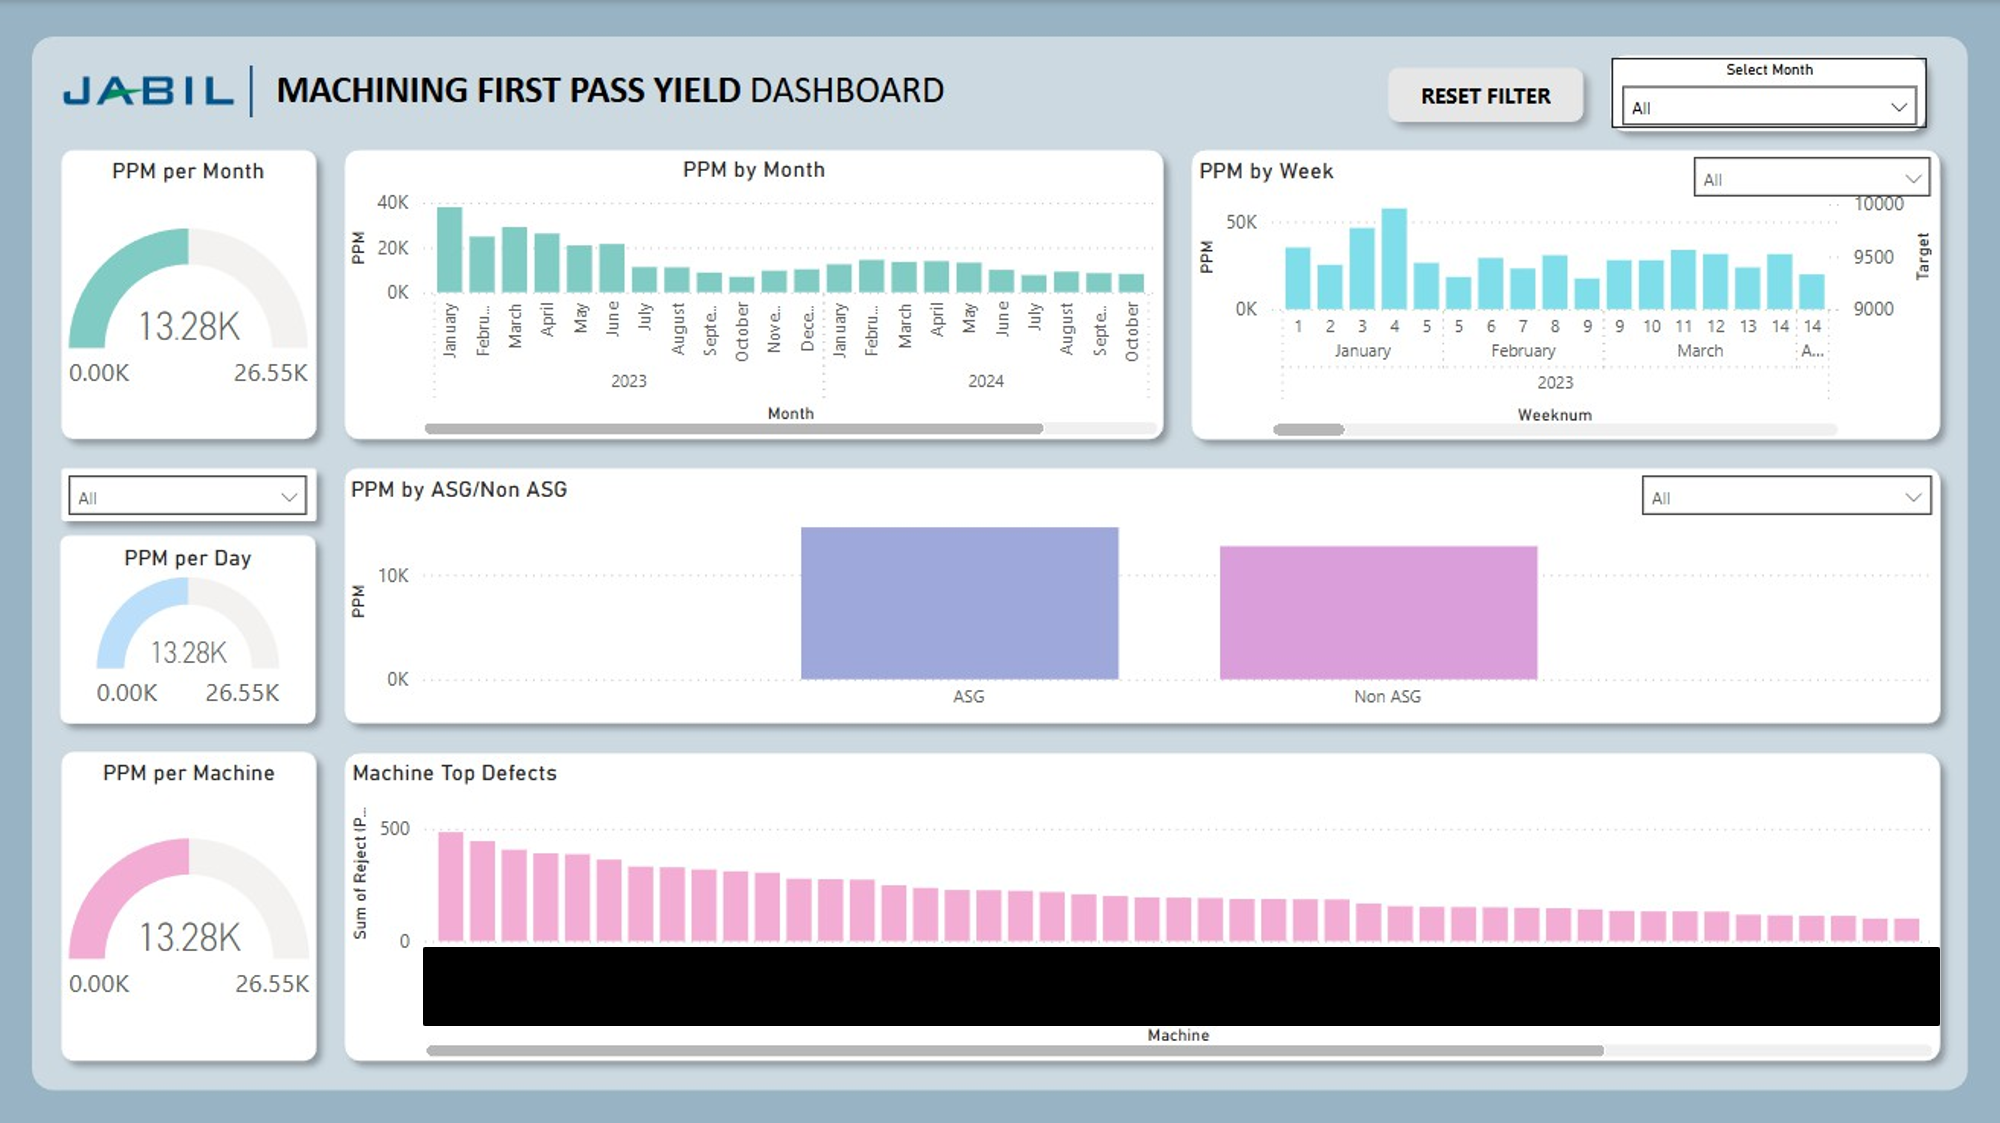 JABIL
MACHINING FIRST PASS YIELD DASHBOARD
RESET FILTER
Select Month
All
PPM per Month
13.28K
0.00K 26.55K
PPM by Month
PPM
40K
20K
0K
January Febru... March April May June July August Septe... October Nove... Dece... January Febru... March April May June July August Septe... October
2023 2024
Month
PPM by Week
All
PPM
50K
0K
10000
9500
9000
Target
1 2 3 4 5 5 6 7 8 9 9 10 11 12 13 14 14
January February March A...
2023
Weeknum
All
PPM per Day
13.28K
0.00K 26.55K
PPM by ASG/Non ASG
All
PPM
10K
0K
ASG Non ASG
PPM per Machine
13.28K
0.00K 26.55K
Machine Top Defects
Sum of Reject (P...
500
0
Machine